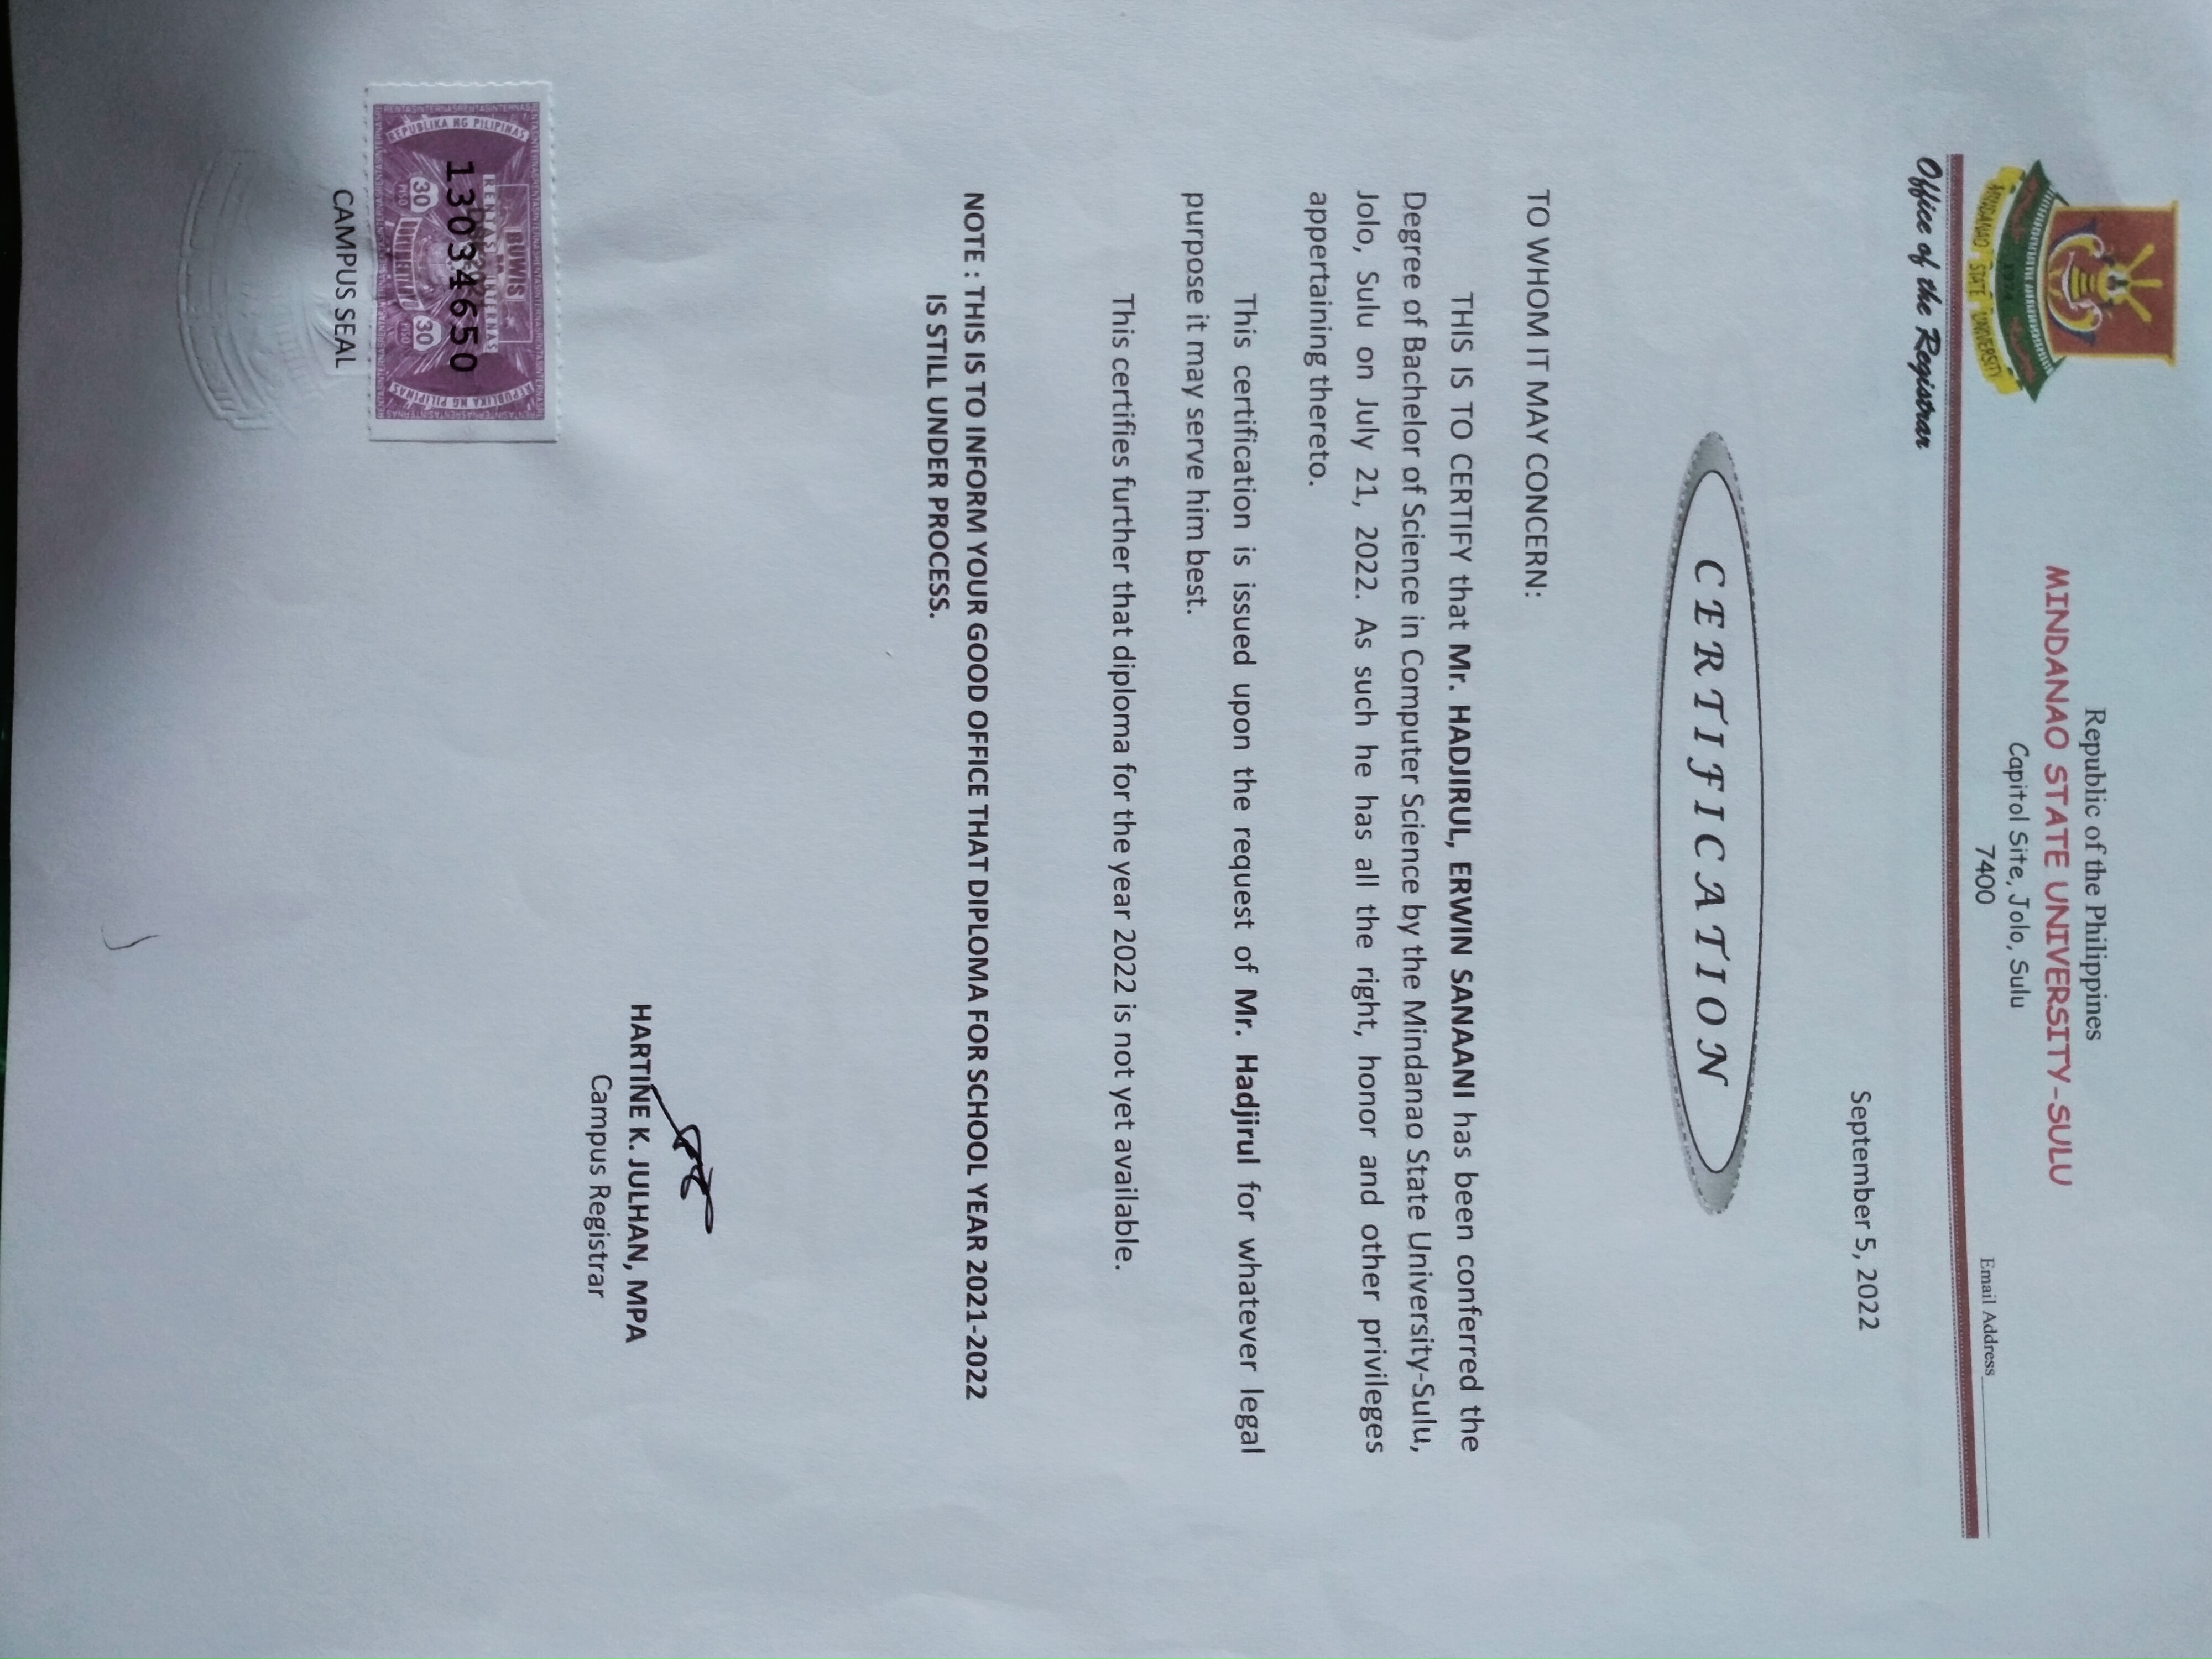 Republic of the Philippines
MINDANAO STATE UNIVERSITY-SULU
Capitol Site, Jolo, Sulu
7400
Email Address
1974
MINDANAO STATE UNIVERSITY
Office of the Registrar
September 5, 2022
CERTIFICATION
TO WHOM IT MAY CONCERN:
THIS IS TO CERTIFY that Mr. HADJIRUL, ERWIN SANAANI has been conferred the
Degree of Bachelor of Science in Computer Science by the Mindanao State University-Sulu,
Jolo, Sulu on July 21, 2022. As such he has all the right, honor and other privileges
appertaining thereto.
This certification is issued upon the request of Mr. Hadjirul for whatever legal
purpose it may serve him best.
This certifies further that diploma for the year 2022 is not yet available.
NOTE : THIS IS TO INFORM YOUR GOOD OFFICE THAT DIPLOMA FOR SCHOOL YEAR 2021-2022
IS STILL UNDER PROCESS.
HARTINE K. JULHAN, MPA
Campus Registrar
BUWIS
SA
RENTAS INTERNAS
13034650
30 30
PISO PISO
DOKUMENTARYO
REPUBLIKA NG PILIPINAS
REPUBLIKA NG PILIPINAS
CAMPUS SEAL